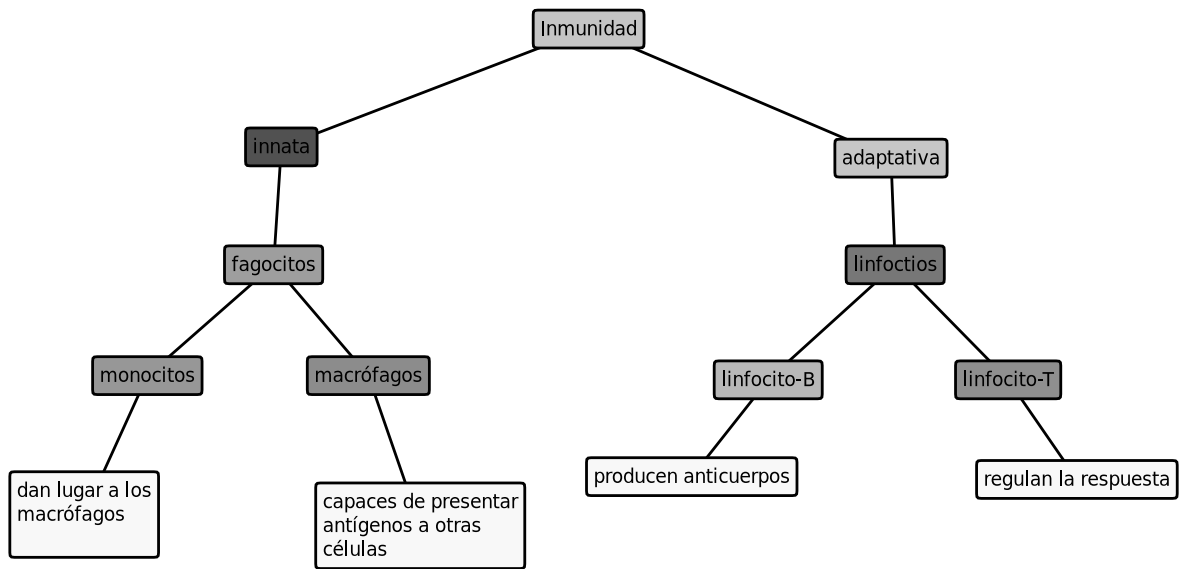 Inmunidad
innata
adaptativa
fagocitos
linfoctios
monocitos
macrófagos
linfocito-B
linfocito-T
dan lugar a los
macrófagos
capaces de presentar
antígenos a otras
células
producen anticuerpos
regulan la respuesta